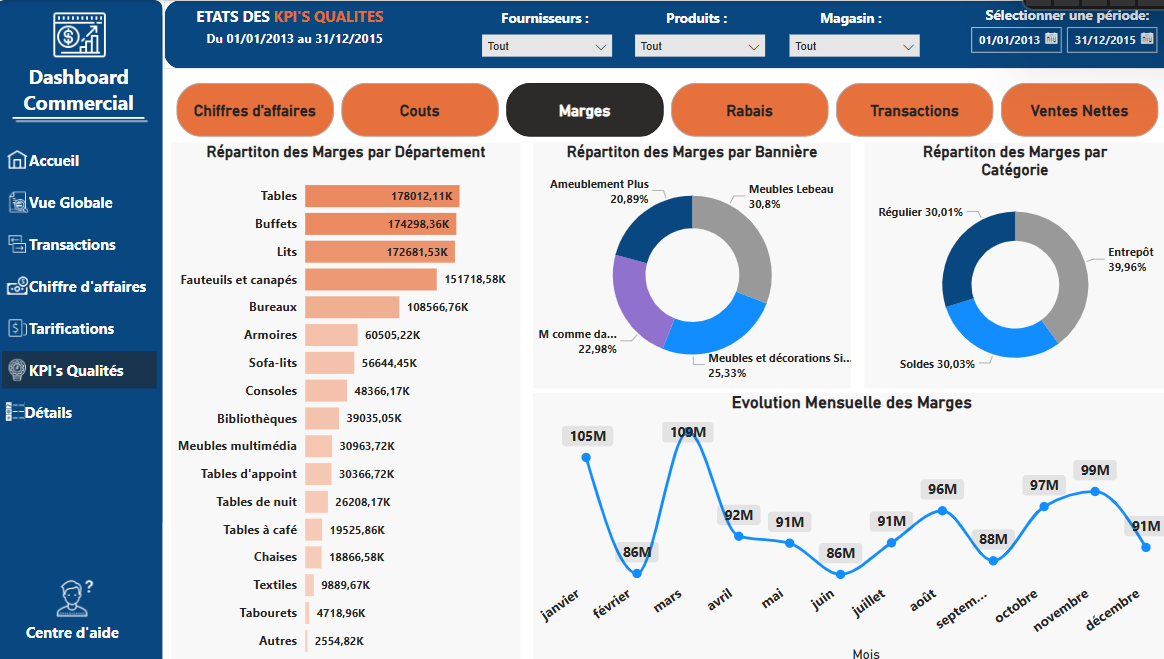 Dashboard
Commercial
Accueil
Vue Globale
Transactions
Chiffre d'affaires
Tarifications
KPI's Qualités
Détails
?
Centre d'aide
ETATS DES KPI'S QUALITES
Du 01/01/2013 au 31/12/2015
Fournisseurs :
Tout
Produits :
Tout
Magasin :
Tout
Sélectionner une période:
01/01/2013
31/12/2015
Chiffres d'affaires
Couts
Marges
Rabais
Transactions
Ventes Nettes
Répartiton des Marges par Département
Tables 178012,11K
Buffets 174298,36K
Lits 172681,53K
Fauteuils et canapés 151718,58K
Bureaux 108566,76K
Armoires 60505,22K
Sofa-lits 56644,45K
Consoles 48366,17K
Bibliothèques 39035,05K
Meubles multimédia 30963,72K
Tables d'appoint 30366,72K
Tables de nuit 26208,17K
Tables à café 19525,86K
Chaises 18866,58K
Textiles 9889,67K
Tabourets 4718,96K
Autres 2554,82K
Répartiton des Marges par Bannière
Ameublement Plus
20,89%
Meubles Lebeau
30,8%
M comme da...
22,98%
Meubles et décorations Si...
25,33%
Répartiton des Marges par
Catégorie
Régulier 30,01%
Entrepôt
39,96%
Soldes 30,03%
Evolution Mensuelle des Marges
105M
86M
109M
92M
91M
86M
91M
96M
88M
97M
99M
91M
janvier
février
mars
avril
mai
juin
juillet
août
septem...
octobre
novembre
décembre
Mois